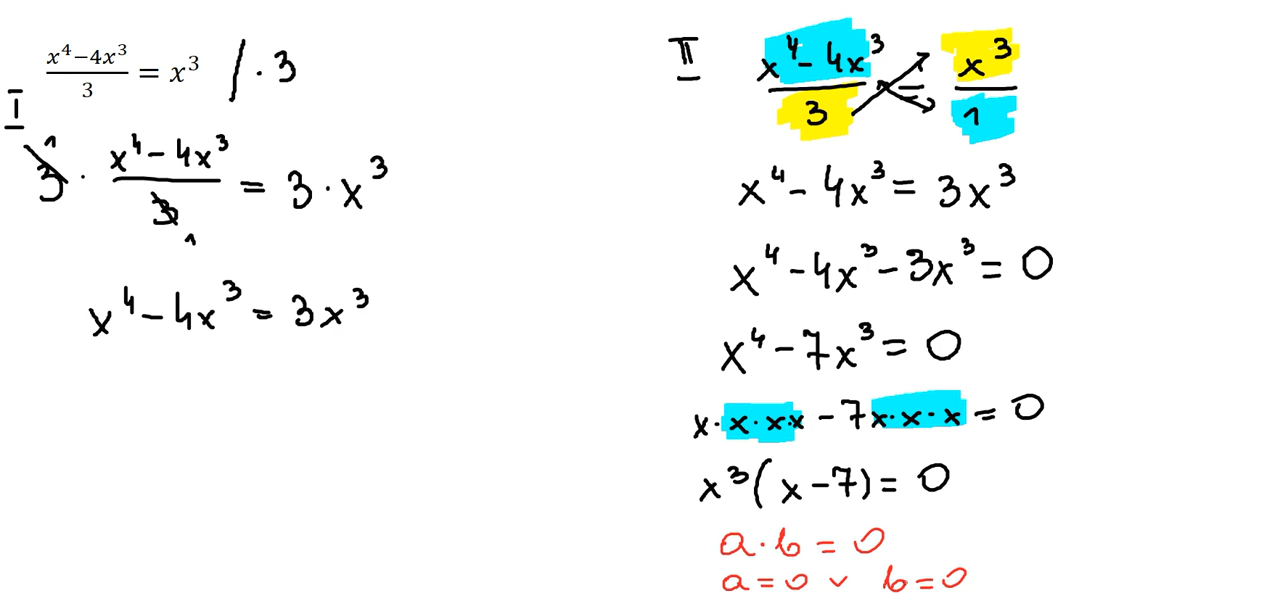 (x⁴−4x³)/3 = x³ / · 3
I
3 · (x⁴ − 4x³)/3 = 3 · x³
1 1
x⁴ − 4x³ = 3x³
II (x⁴ − 4x³)/3 = x³/1
x⁴ − 4x³ = 3x³
x⁴ − 4x³ − 3x³ = 0
x⁴ − 7x³ = 0
x · x · x · x − 7x · x · x = 0
x³(x − 7) = 0
a · b = 0
a = 0 ∨ b = 0